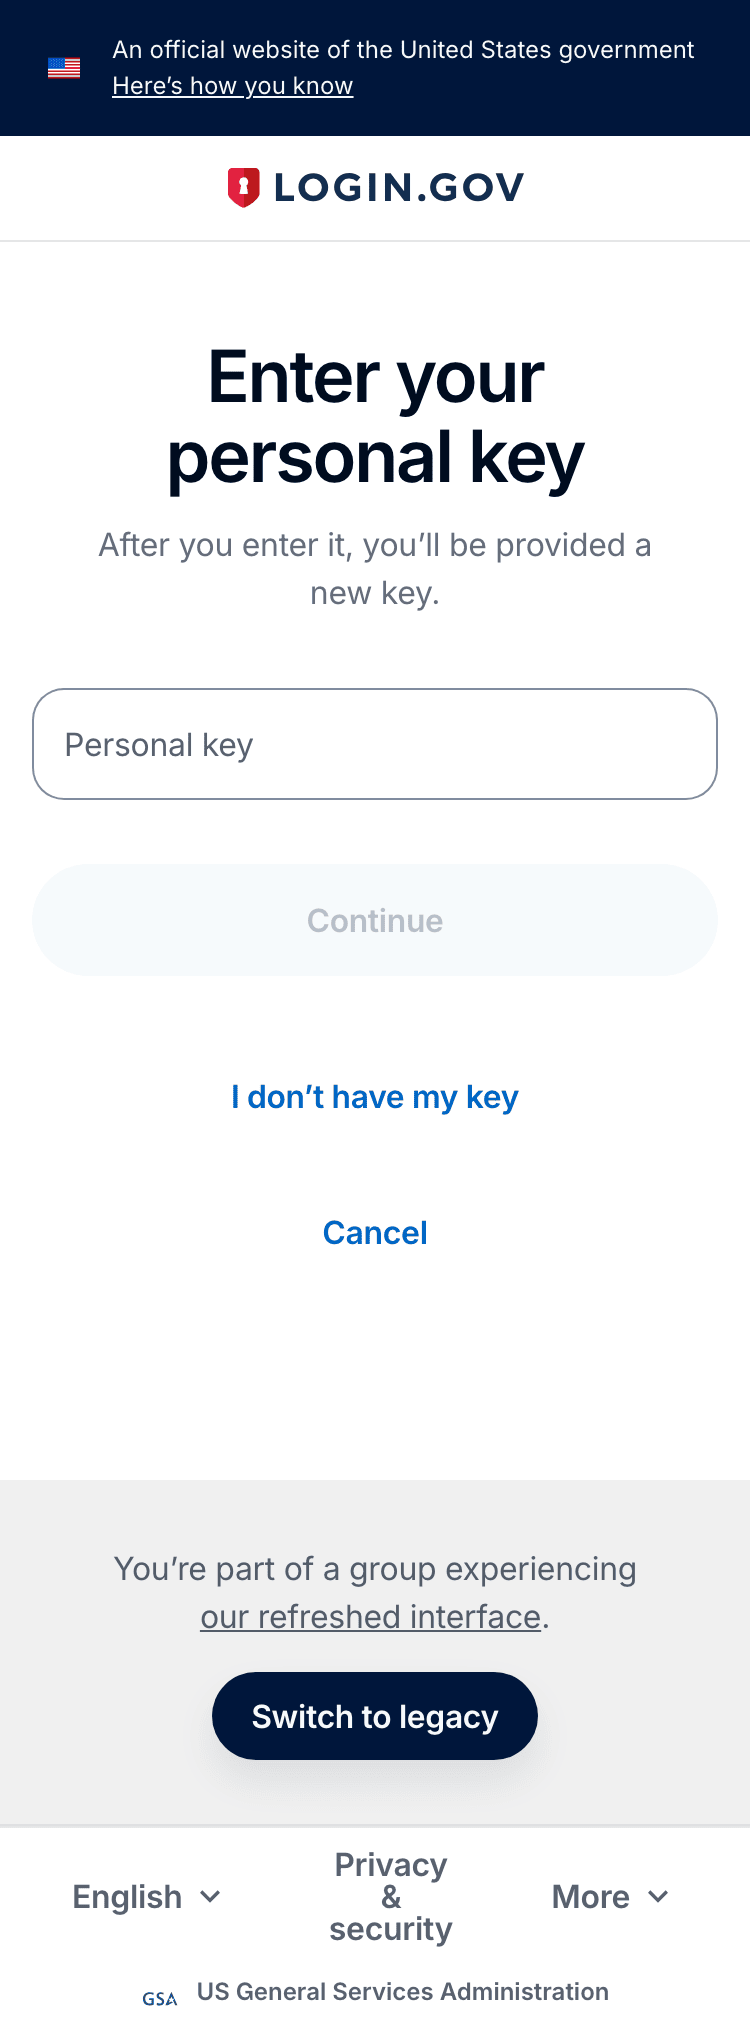 An official website of the United States government
Here’s how you know
LOGIN.GOV
Enter your
personal key
After you enter it, you’ll be provided a
new key.
Personal key
Continue
I don’t have my key
Cancel
You’re part of a group experiencing
our refreshed interface.
Switch to legacy
English
Privacy
&
security
More
GSA US General Services Administration